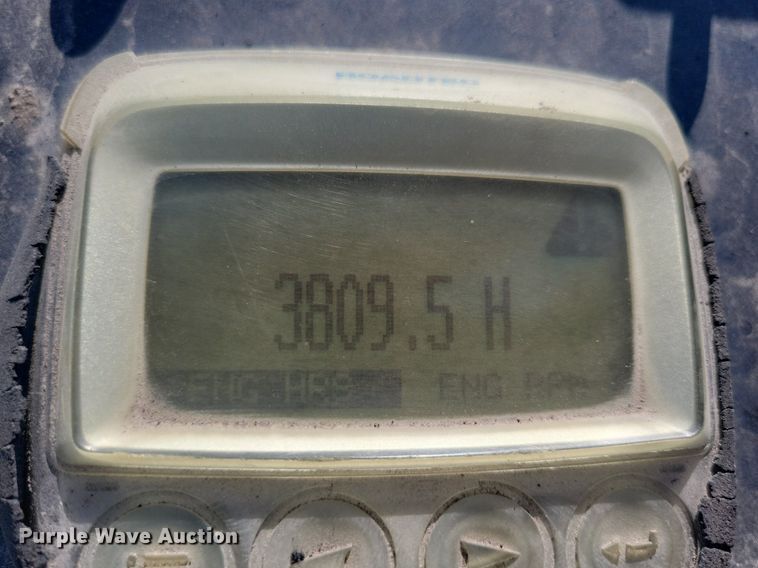 3809.5 H
ENG HRS ENG RPM
Purple Wave Auction